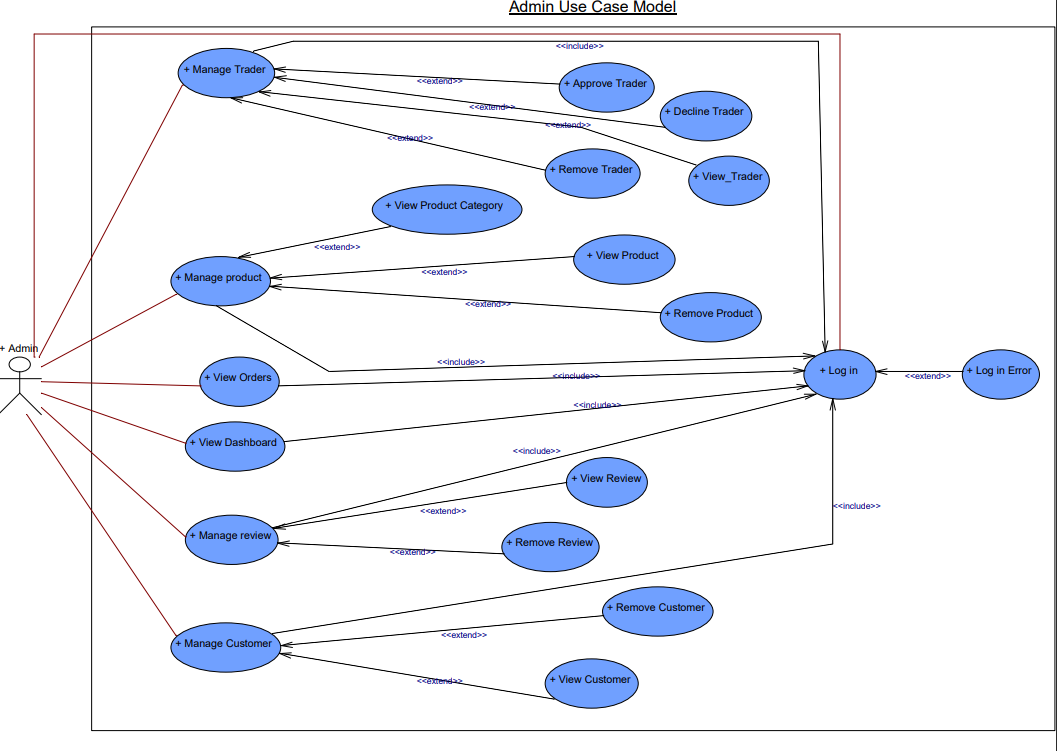 Admin Use Case Model
<<include>>
+ Manage Trader
<<extend>>
+ Approve Trader
<<extend>>
+ Decline Trader
<<extend>>
<<extend>>
+ Remove Trader
+ View_Trader
+ View Product Category
<<extend>>
+ View Product
+ Manage product
<<extend>>
<<extend>>
+ Remove Product
+ Admin
<<include>>
+ Log in
+ Log in Error
<<extend>>
+ View Orders
<<include>>
<<include>>
+ View Dashboard
<<include>>
+ View Review
<<extend>>
<<include>>
+ Manage review
+ Remove Review
<<extend>>
+ Remove Customer
<<extend>>
+ Manage Customer
<<extend>>
+ View Customer